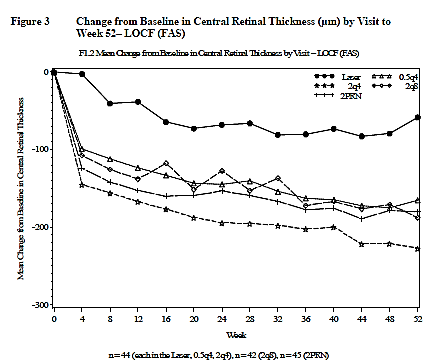 Figure 3 Change from Baseline in Central Retinal Thickness (µm) by Visit to
Week 52– LOCF (FAS)
F1.2 Mean Change from Baseline in Central Retinal Thickness by Visit – LOCF (FAS)
Laser 0.5q4
2q4 2q8
2PRN
Mean Change from Baseline in Central Retinal Thickness
0
-100
-200
-300
0 4 8 12 16 20 24 28 32 36 40 44 48 52
Week
n= 44 (each in the Laser, 0.5q4, 2q4), n= 42 (2q8), n= 45 (2PRN)